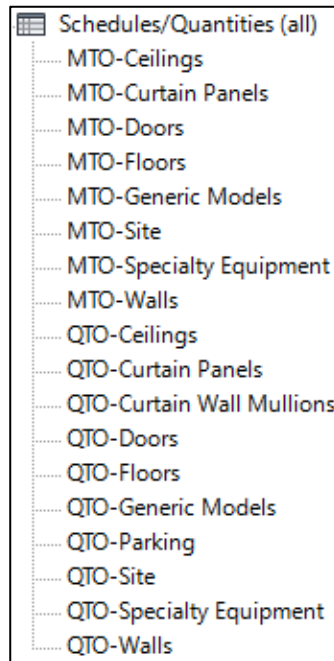 Schedules/Quantities (all)
MTO-Ceilings
MTO-Curtain Panels
MTO-Doors
MTO-Floors
MTO-Generic Models
MTO-Site
MTO-Specialty Equipment
MTO-Walls
QTO-Ceilings
QTO-Curtain Panels
QTO-Curtain Wall Mullions
QTO-Doors
QTO-Floors
QTO-Generic Models
QTO-Parking
QTO-Site
QTO-Specialty Equipment
QTO-Walls